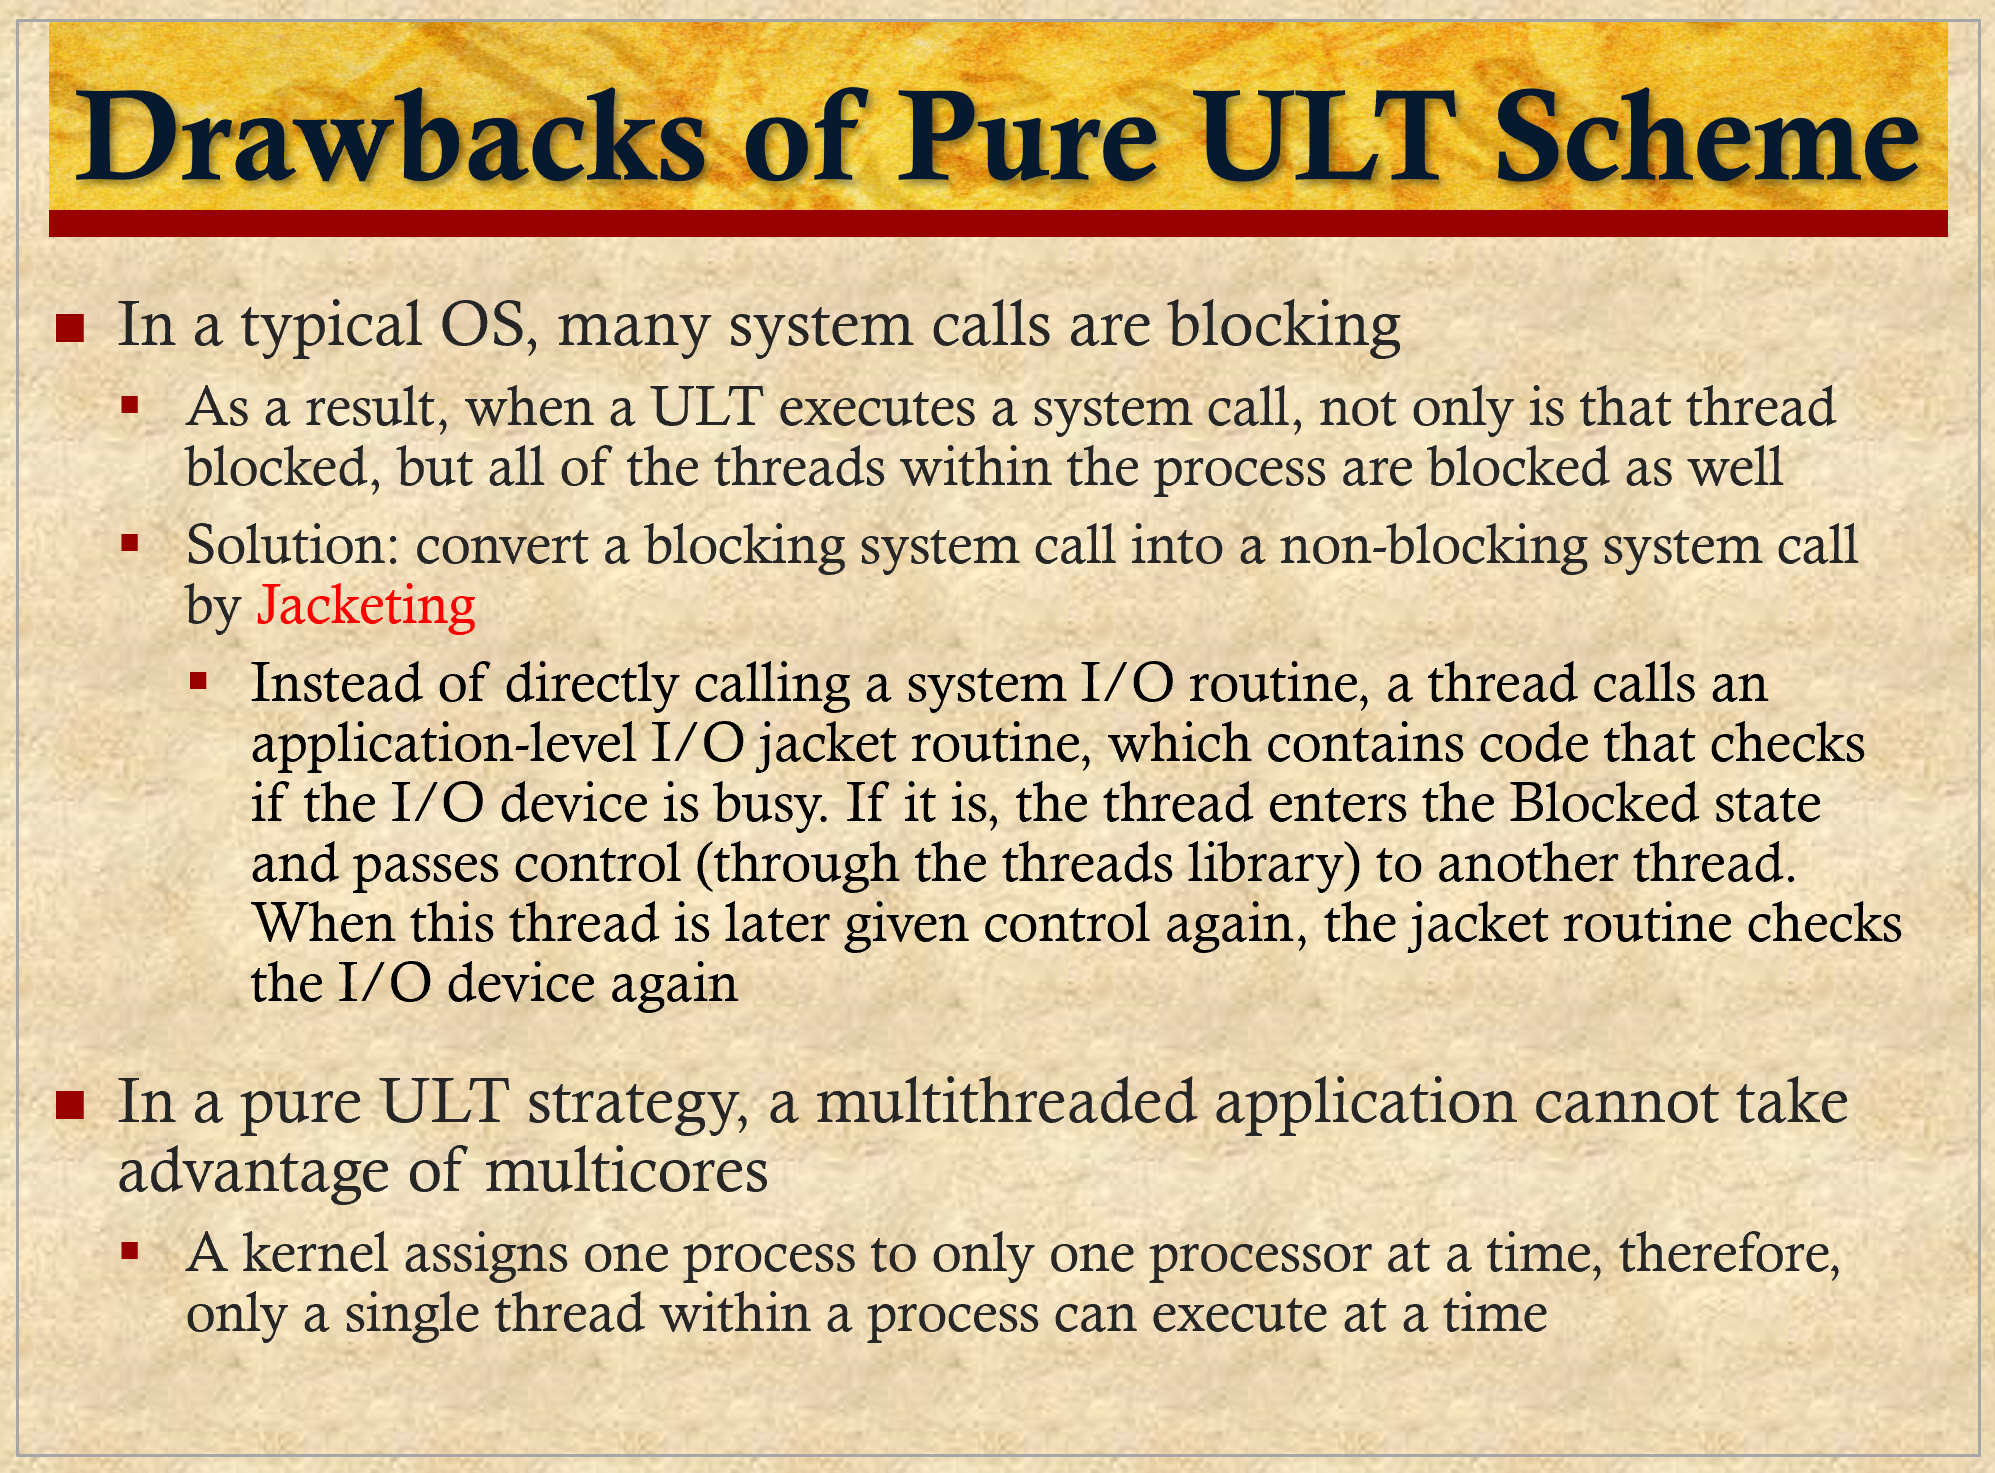 Drawbacks of Pure ULT Scheme
In a typical OS, many system calls are blocking
As a result, when a ULT executes a system call, not only is that thread
blocked, but all of the threads within the process are blocked as well
Solution: convert a blocking system call into a non-blocking system call
by Jacketing
Instead of directly calling a system I/O routine, a thread calls an
application-level I/O jacket routine, which contains code that checks
if the I/O device is busy. If it is, the thread enters the Blocked state
and passes control (through the threads library) to another thread.
When this thread is later given control again, the jacket routine checks
the I/O device again
In a pure ULT strategy, a multithreaded application cannot take
advantage of multicores
A kernel assigns one process to only one processor at a time, therefore,
only a single thread within a process can execute at a time